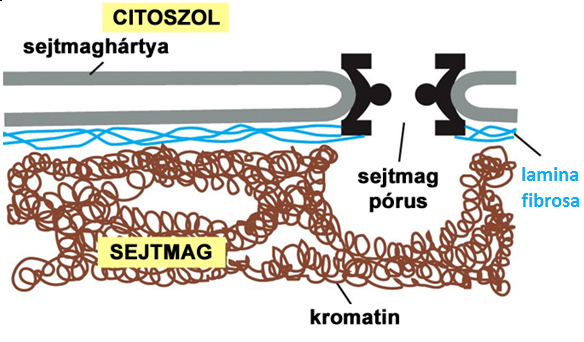 CITOSZOL
sejtmaghártya
sejtmag
pórus
lamina
fibrosa
SEJTMAG
kromatin